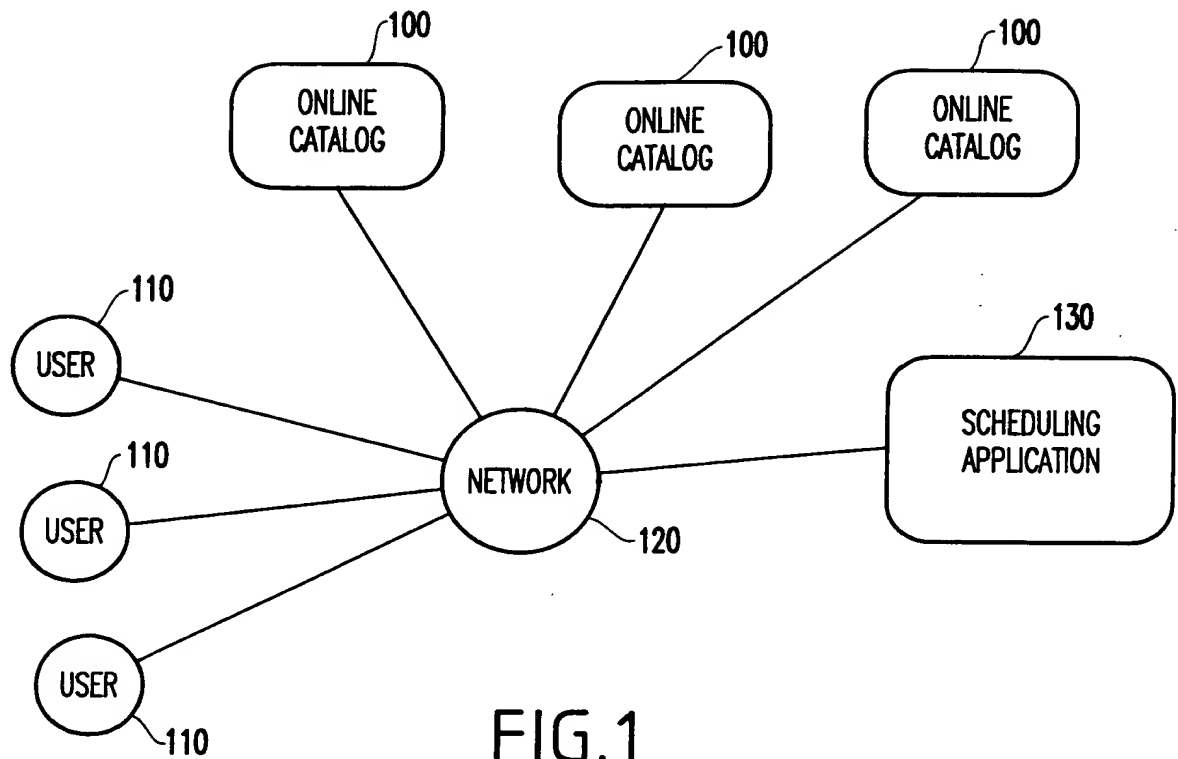 100
ONLINE
CATALOG
100
ONLINE
CATALOG
100
ONLINE
CATALOG
110
USER
110
USER
USER
110
NETWORK
120
130
SCHEDULING
APPLICATION
FIG.1